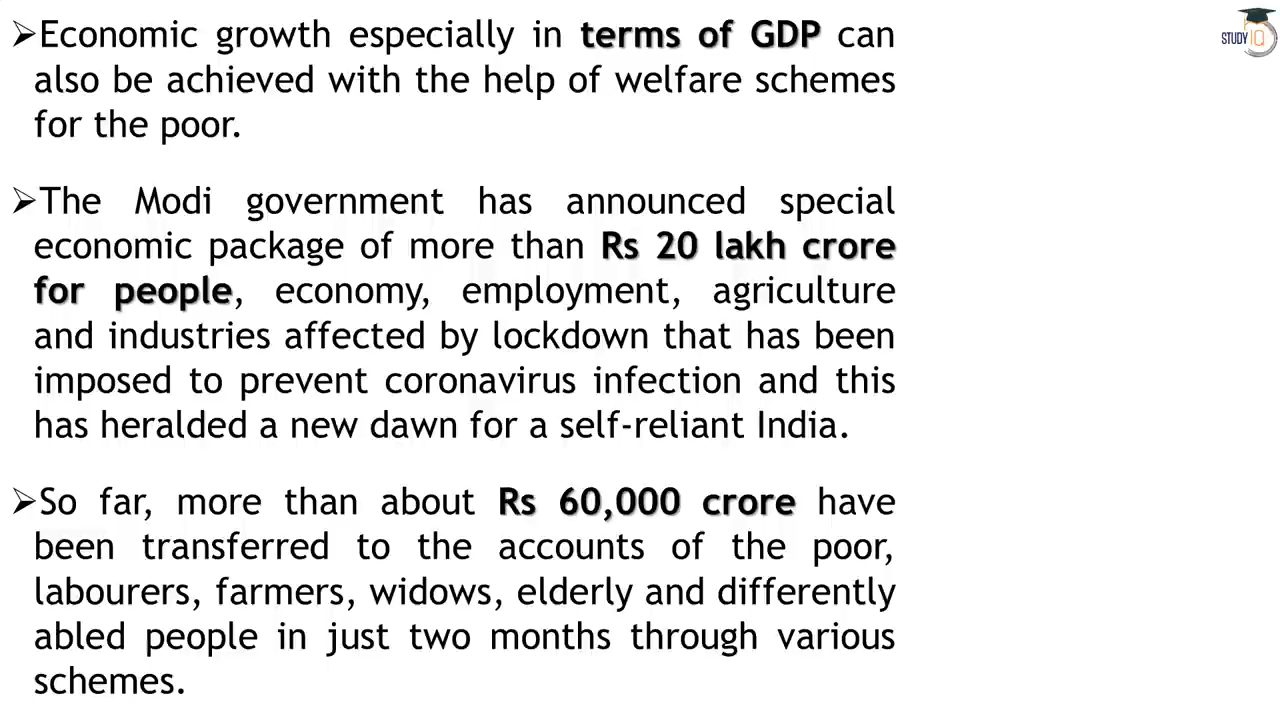 ➢Economic growth especially in terms of GDP can
also be achieved with the help of welfare schemes
for the poor.
➢The Modi government has announced special
economic package of more than Rs 20 lakh crore
for people, economy, employment, agriculture
and industries affected by lockdown that has been
imposed to prevent coronavirus infection and this
has heralded a new dawn for a self-reliant India.
➢So far, more than about Rs 60,000 crore have
been transferred to the accounts of the poor,
labourers, farmers, widows, elderly and differently
abled people in just two months through various
schemes.
STUDY IQ